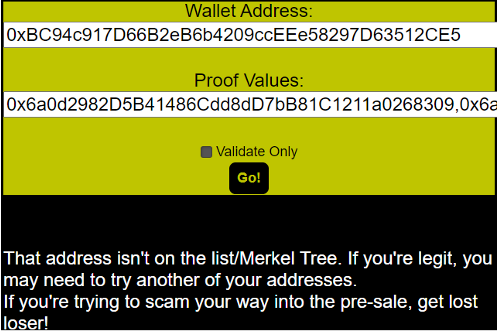 Wallet Address:
0xBC94c917D66B2eB6b4209ccEEe58297D63512CE5
Proof Values:
0x6a0d2982D5B41486Cdd8dD7bB81C1211a0268309,0x6a
Validate Only
Go!
That address isn't on the list/Merkel Tree. If you're legit, you
may need to try another of your addresses.
If you're trying to scam your way into the pre-sale, get lost
loser!